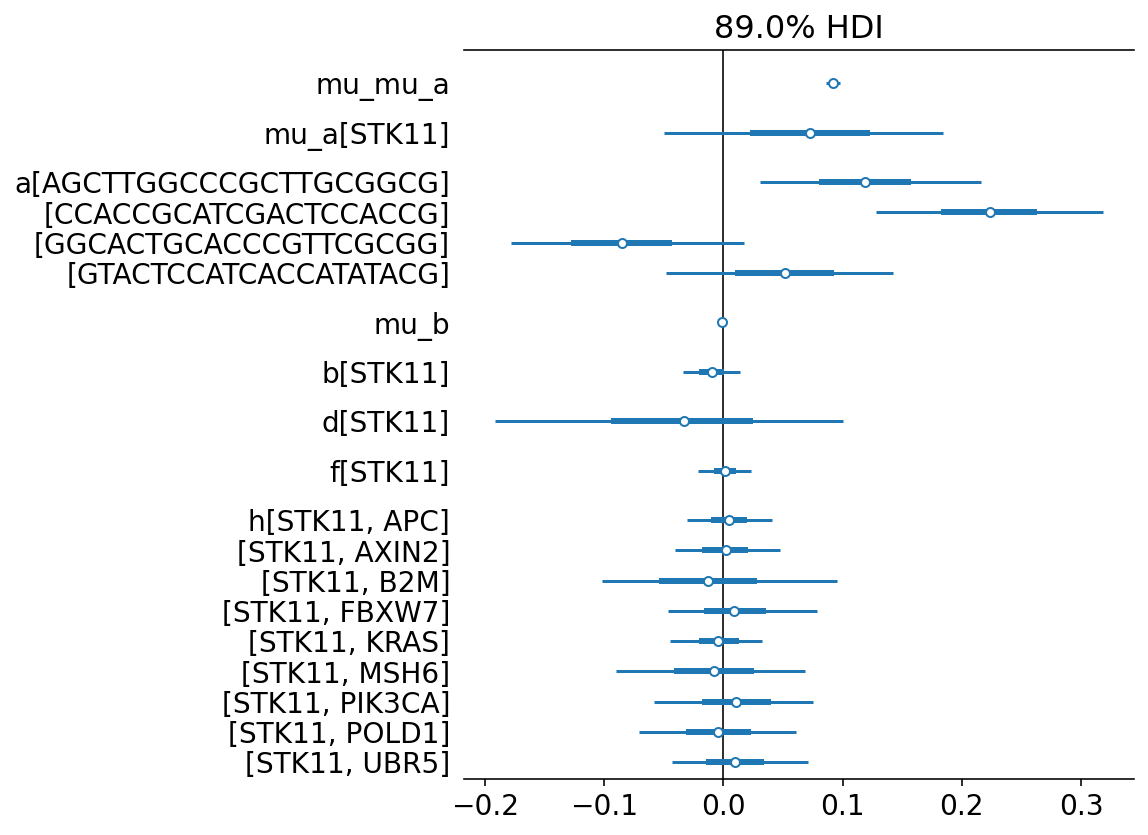 89.0% HDI
mu_mu_a
mu_a[STK11]
a[AGCTTGGCCCGCTTGCGGCG]
[CCACCGCATCGACTCCACCG]
[GGCACTGCACCCGTTCGCGG]
[GTACTCCATCACCATATACG]
mu_b
b[STK11]
d[STK11]
f[STK11]
h[STK11, APC]
[STK11, AXIN2]
[STK11, B2M]
[STK11, FBXW7]
[STK11, KRAS]
[STK11, MSH6]
[STK11, PIK3CA]
[STK11, POLD1]
[STK11, UBR5]
−0.2 −0.1 0.0 0.1 0.2 0.3